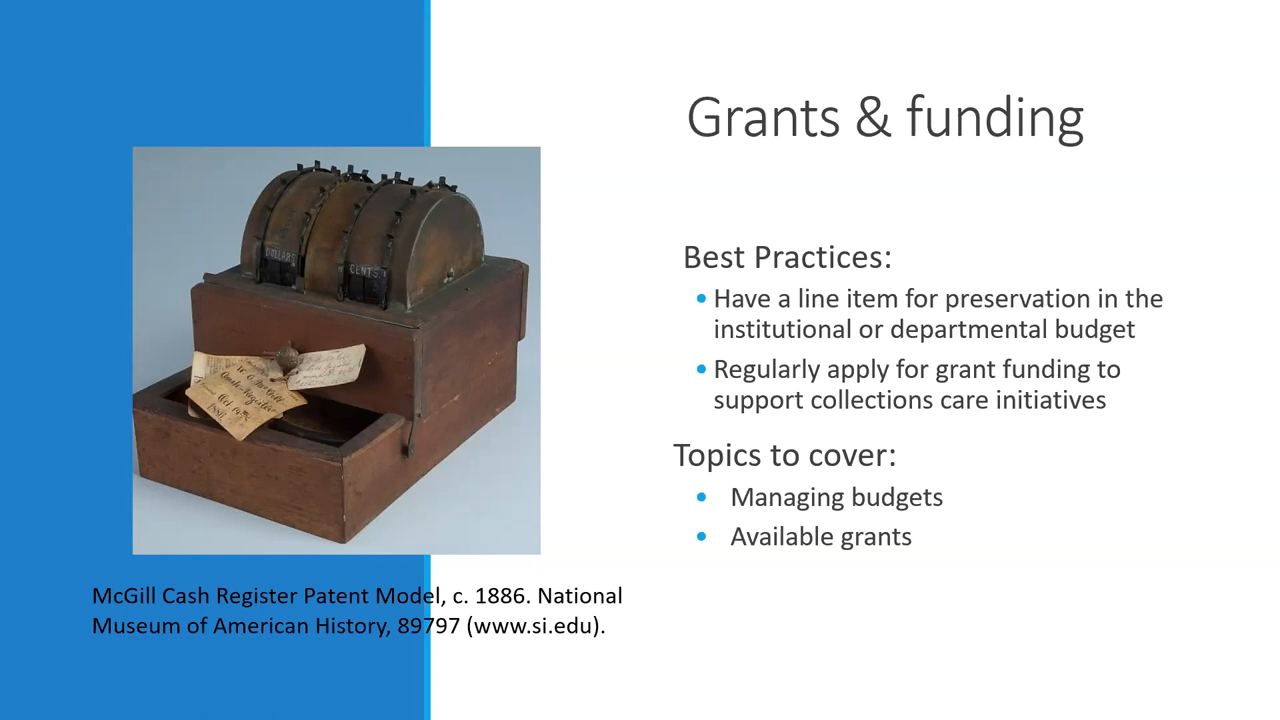 Grants & funding
Best Practices:
• Have a line item for preservation in the
institutional or departmental budget
• Regularly apply for grant funding to
support collections care initiatives
Topics to cover:
• Managing budgets
• Available grants
DOLLARS
CENTS
McGill Cash Register Patent Model, c. 1886. National
Museum of American History, 89797 (www.si.edu).